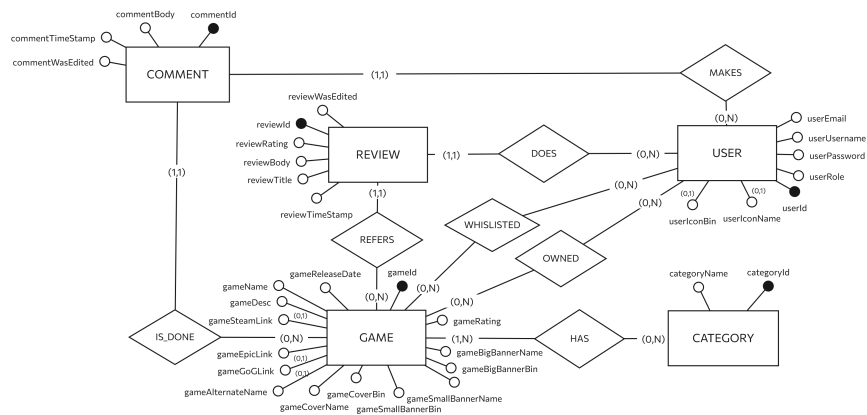 commentBody
commentId
commentTimeStamp
commentWasEdited
COMMENT
(1,1)
MAKES
(0,N)
reviewWasEdited
reviewId
reviewRating
reviewBody
reviewTitle
reviewTimeStamp
REVIEW
(1,1)
DOES
(0,N)
USER
userEmail
userUsername
userPassword
userRole
userId
(0,1)
userIconBin
(0,1)
userIconName
(1,1)
(1,1)
REFERS
(0,N)
(0,N)
WHISLISTED
(0,N)
(0,N)
OWNED
(0,N)
gameReleaseDate
gameId
gameName
gameDesc
gameSteamLink
(0,1)
IS_DONE
(0,N)
GAME
gameRating
(1,N)
HAS
(0,N)
CATEGORY
categoryName
categoryId
gameEpicLink
(0,1)
gameGoGLink
(0,1)
gameAlternateName
gameCoverName
gameCoverBin
gameSmallBannerBin
gameSmallBannerName
gameBigBannerBin
gameBigBannerName